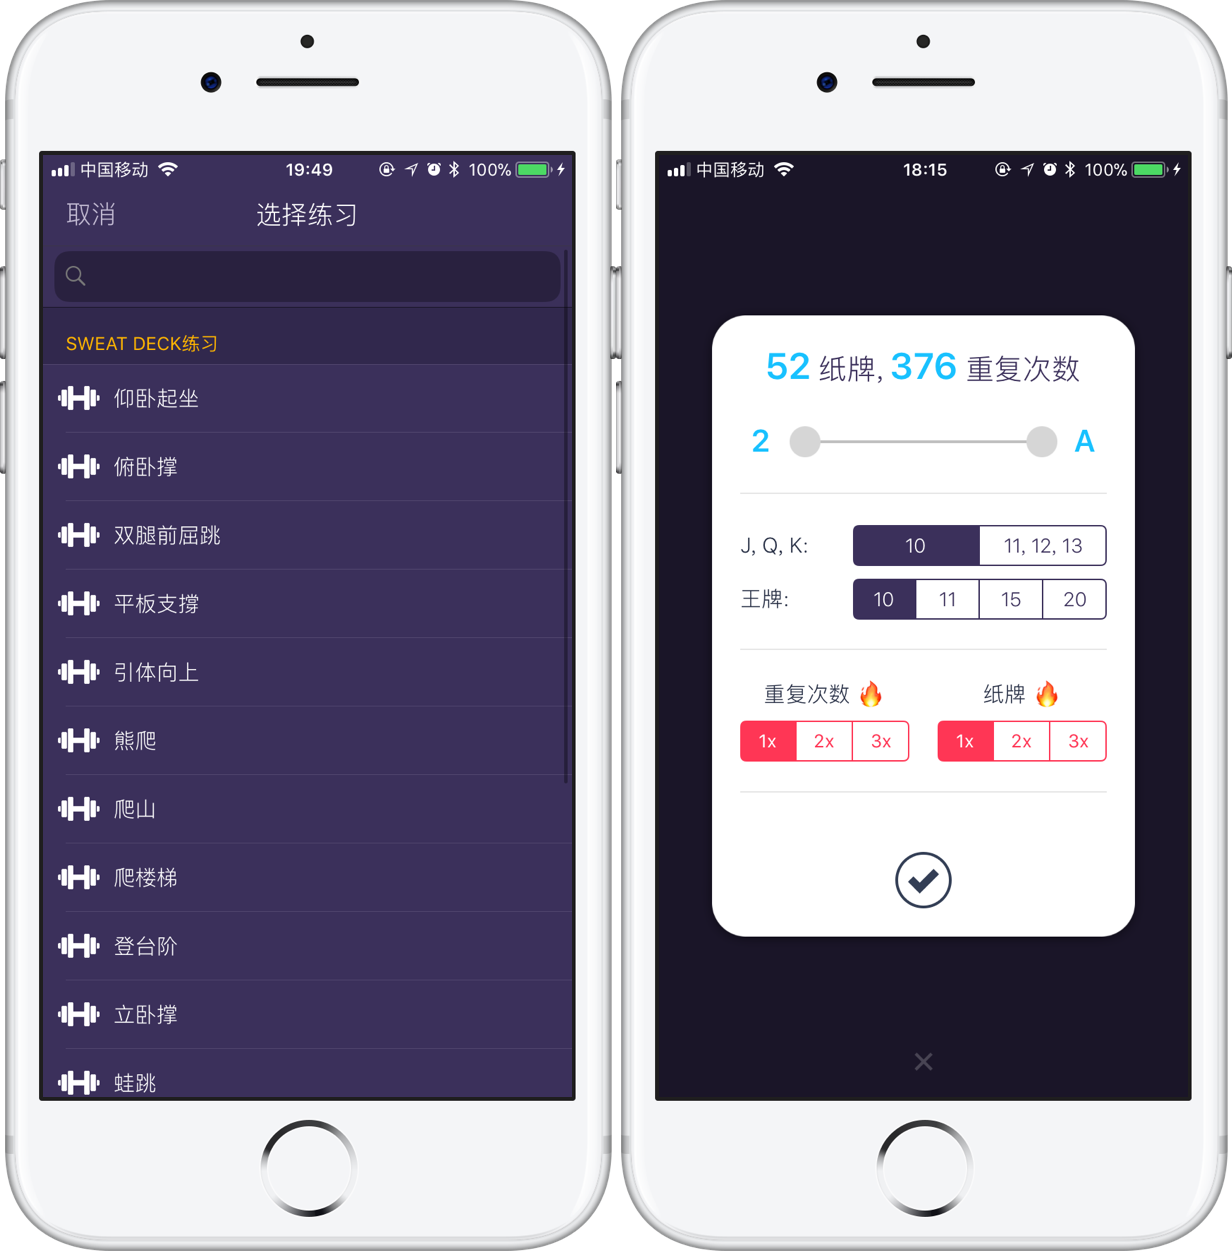 中国移动 19:49 100%
取消 选择练习
SWEAT DECK练习
仰卧起坐
俯卧撑
双腿前屈跳
平板支撑
引体向上
熊爬
爬山
爬楼梯
登台阶
立卧撑
蛙跳
中国移动 18:15 100%
52 纸牌, 376 重复次数
2 A
J, Q, K: 10 11, 12, 13
王牌: 10 11 15 20
重复次数 🔥 纸牌 🔥
1x 2x 3x 1x 2x 3x